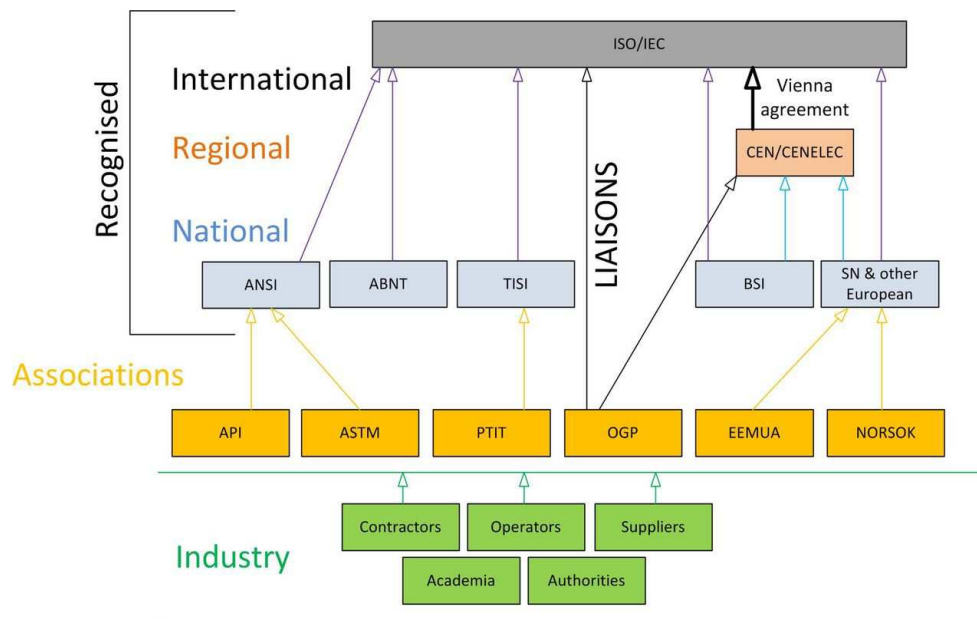 ISO/IEC
Recognised
International
Vienna
agreement
Regional
CEN/CENELEC
LIAISONS
National
ANSI
ABNT
TISI
BSI
SN & other
European
Associations
API
ASTM
PTIT
OGP
EEMUA
NORSOK
Contractors
Operators
Suppliers
Industry
Academia
Authorities